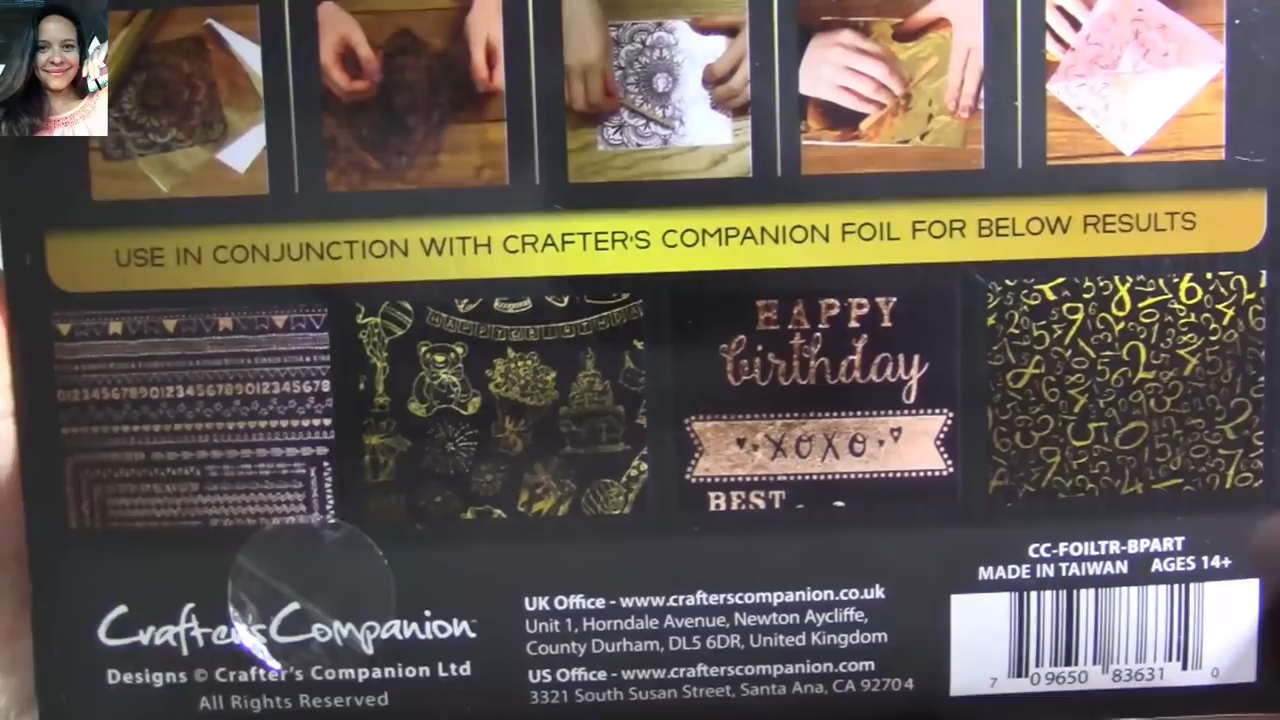 USE IN CONJUNCTION WITH CRAFTER'S COMPANION FOIL FOR BELOW RESULTS
01234567890123456789012345678
HAPPY BIRTHDA
HAPPY
birthday
XOXO
BEST
CC-FOILTR-BPART
MADE IN TAIWAN AGES 14+
Crafter's Companion
Designs © Crafter's Companion Ltd
All Rights Reserved
UK Office - www.crafterscompanion.co.uk
Unit 1, Horndale Avenue, Newton Aycliffe,
County Durham, DL5 6DR, United Kingdom
US Office - www.crafterscompanion.com
3321 South Susan Street, Santa Ana, CA 92704
7 09650 83631 0